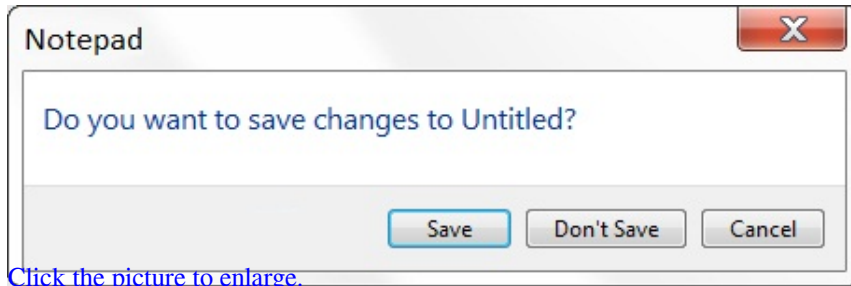 Notepad
X
Do you want to save changes to Untitled?
Save Don't Save Cancel
Click the picture to enlarge.